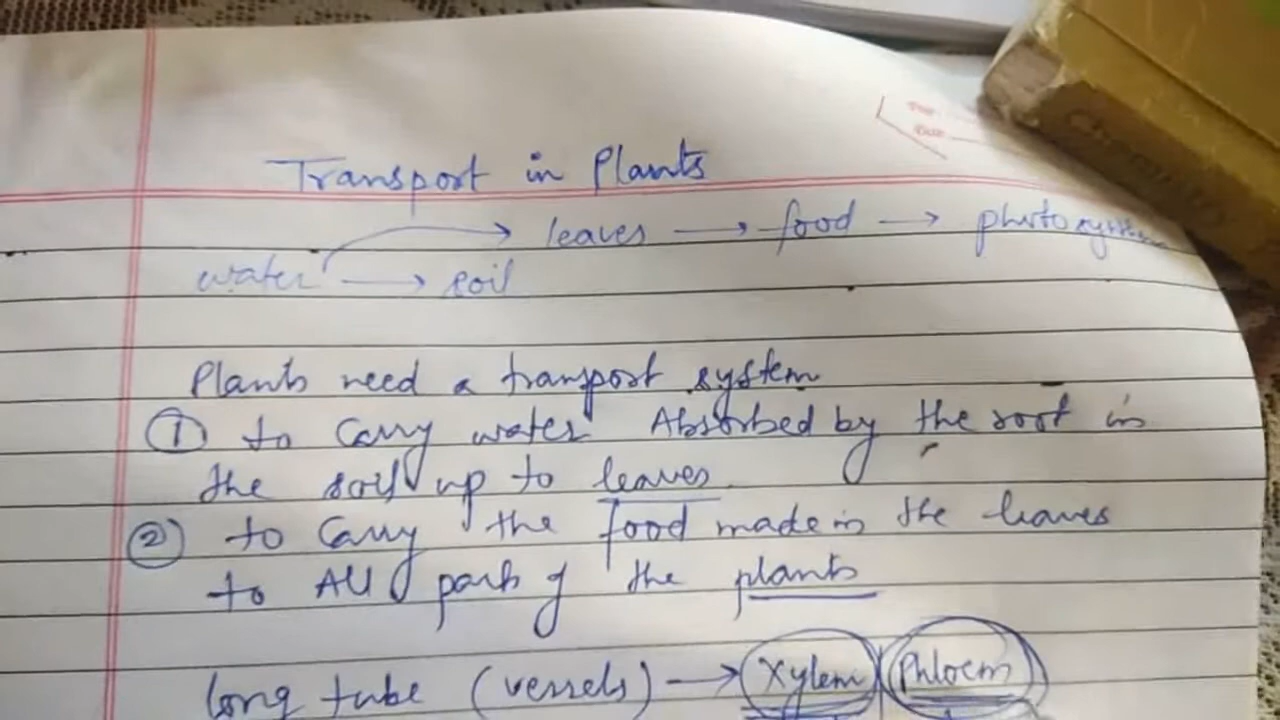 Transport in Plants
→ leaves → food → photosynthesis
water → soil
Plants need a transport system
① to Carry water Absorbed by the root in
the soil up to leaves.
② to Carry the food made in the leaves
to All parts of the plants
long tube (vessels) → Xylem Phloem